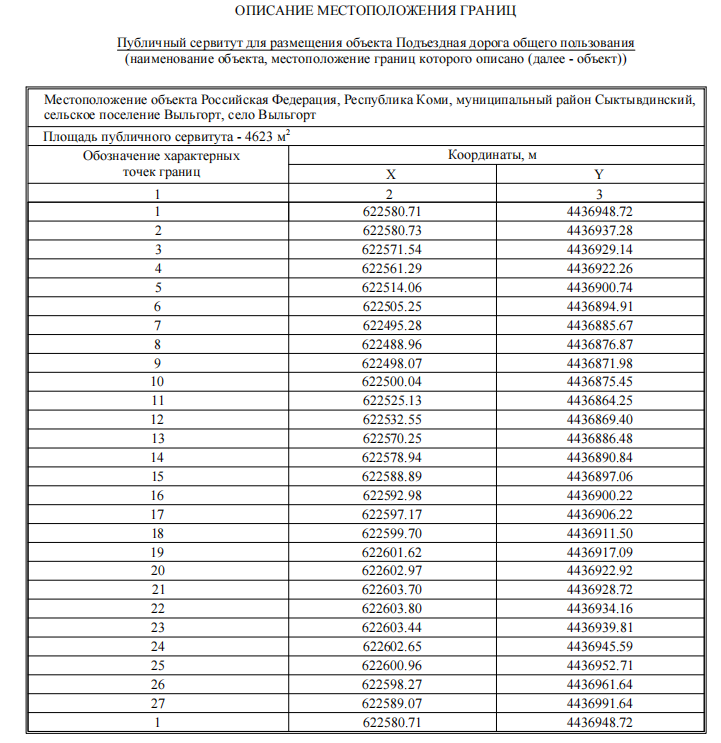 ОПИСАНИЕ МЕСТОПОЛОЖЕНИЯ ГРАНИЦ
Публичный сервитут для размещения объекта Подъездная дорога общего пользования
(наименование объекта, местоположение границ которого описано (далее - объект))
Местоположение объекта Российская Федерация, Республика Коми, муниципальный район Сыктывдинский,
сельское поселение Выльгорт, село Выльгорт
Площадь публичного сервитута - 4623 м²
Обозначение характерных точек границ Координаты, м
X Y
1 2 3
1 622580.71 4436948.72
2 622580.73 4436937.28
3 622571.54 4436929.14
4 622561.29 4436922.26
5 622514.06 4436900.74
6 622505.25 4436894.91
7 622495.28 4436885.67
8 622488.96 4436876.87
9 622498.07 4436871.98
10 622500.04 4436875.45
11 622525.13 4436864.25
12 622532.55 4436869.40
13 622570.25 4436886.48
14 622578.94 4436890.84
15 622588.89 4436897.06
16 622592.98 4436900.22
17 622597.17 4436906.22
18 622599.70 4436911.50
19 622601.62 4436917.09
20 622602.97 4436922.92
21 622603.70 4436928.72
22 622603.80 4436934.16
23 622603.44 4436939.81
24 622602.65 4436945.59
25 622600.96 4436952.71
26 622598.27 4436961.64
27 622589.07 4436991.64
1 622580.71 4436948.72